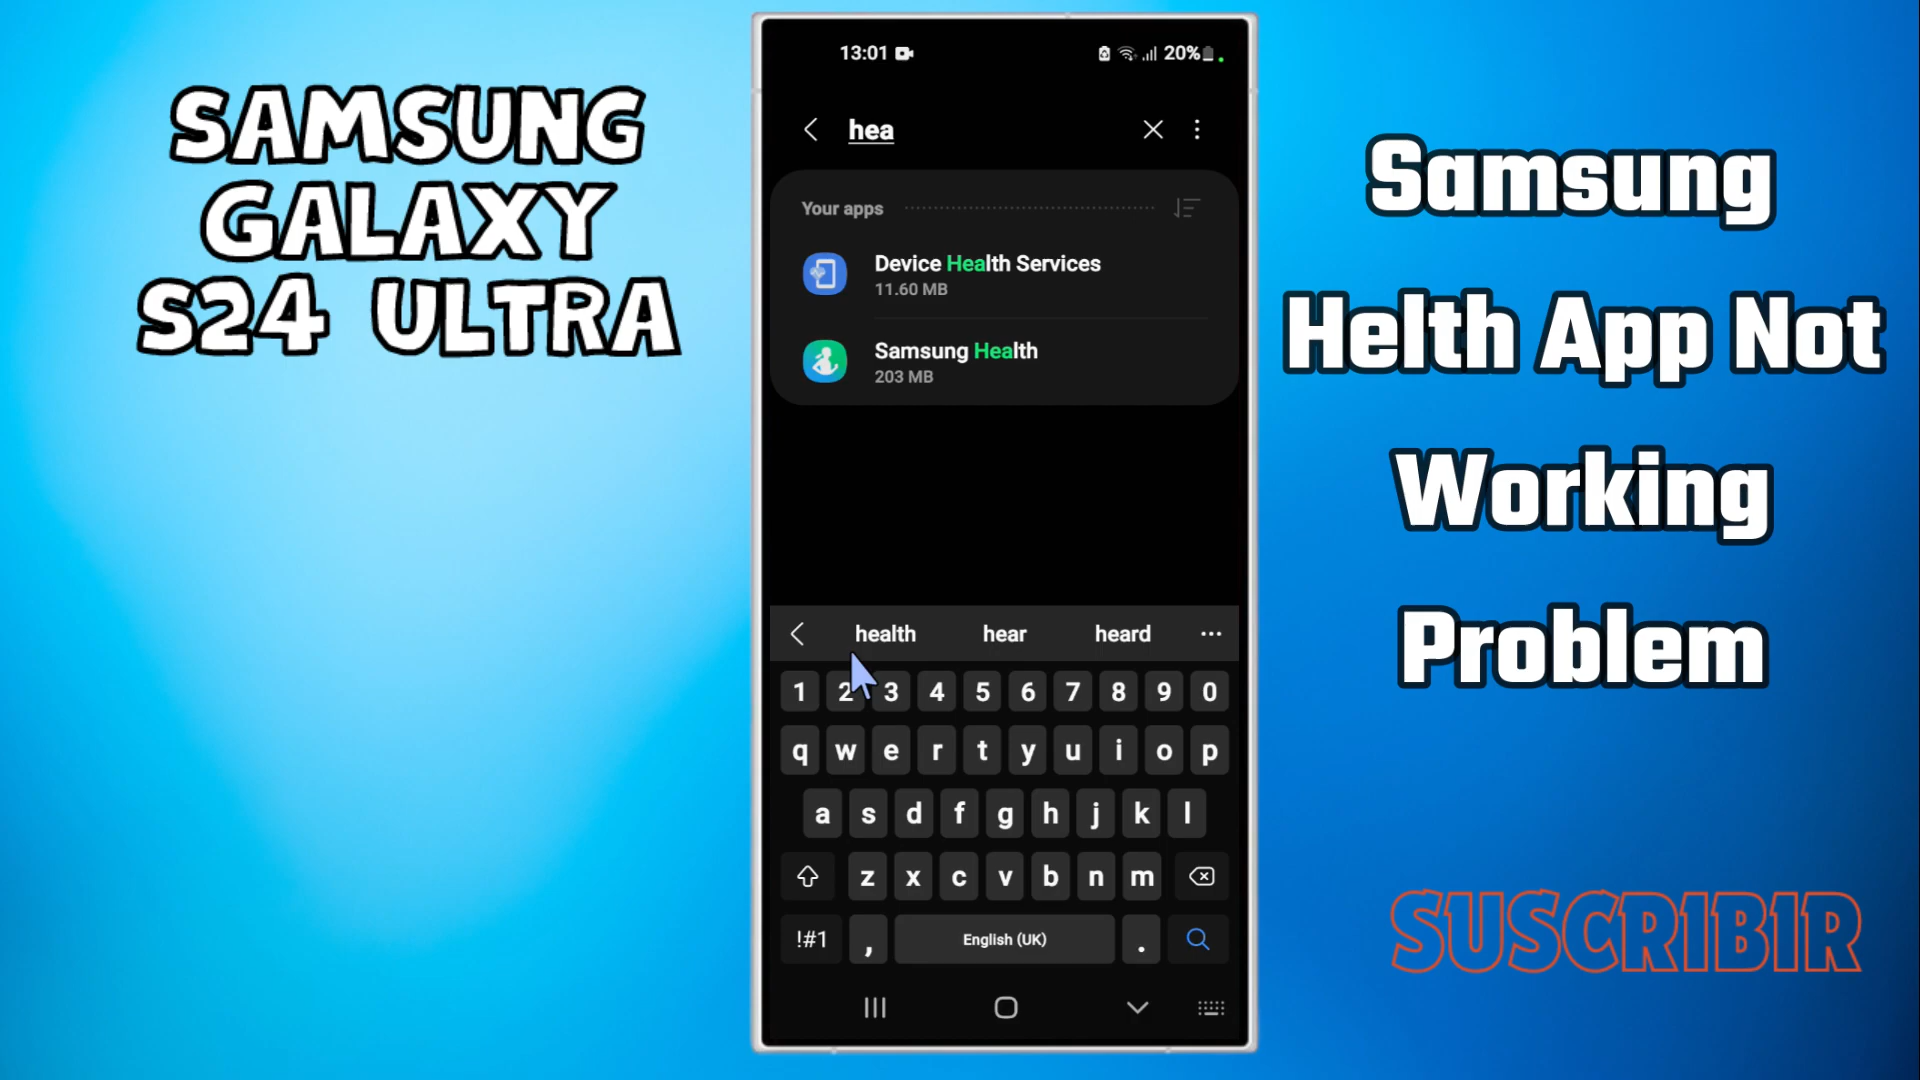 SAMSUNG
GALAXY
S24 ULTRA
13:01
20%
hea
Your apps
Device Health Services
11.60 MB
Samsung Health
203 MB
health hear heard
1 2 3 4 5 6 7 8 9 0
q w e r t y u i o p
a s d f g h j k l
z x c v b n m
!#1 , English (UK) .
Samsung
Helth App Not
Working
Problem
SUSCRIBIR